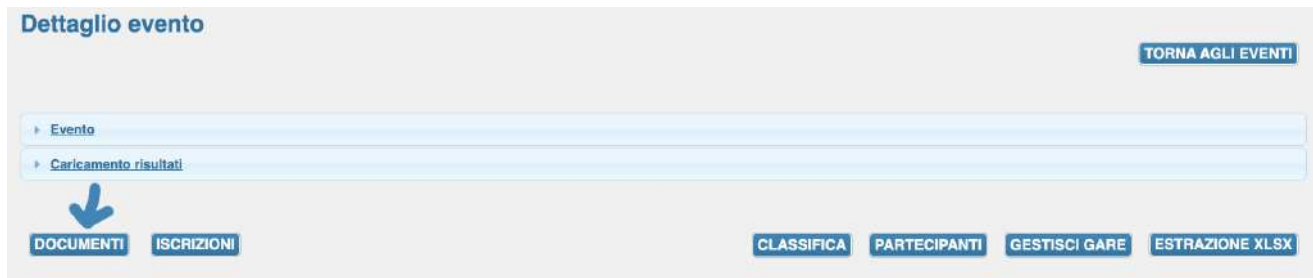 Dettaglio evento
TORNA AGLI EVENTI
Evento
Caricamento risultati
DOCUMENTI ISCRIZIONI CLASSIFICA PARTECIPANTI GESTISCI GARE ESTRAZIONE XLSX